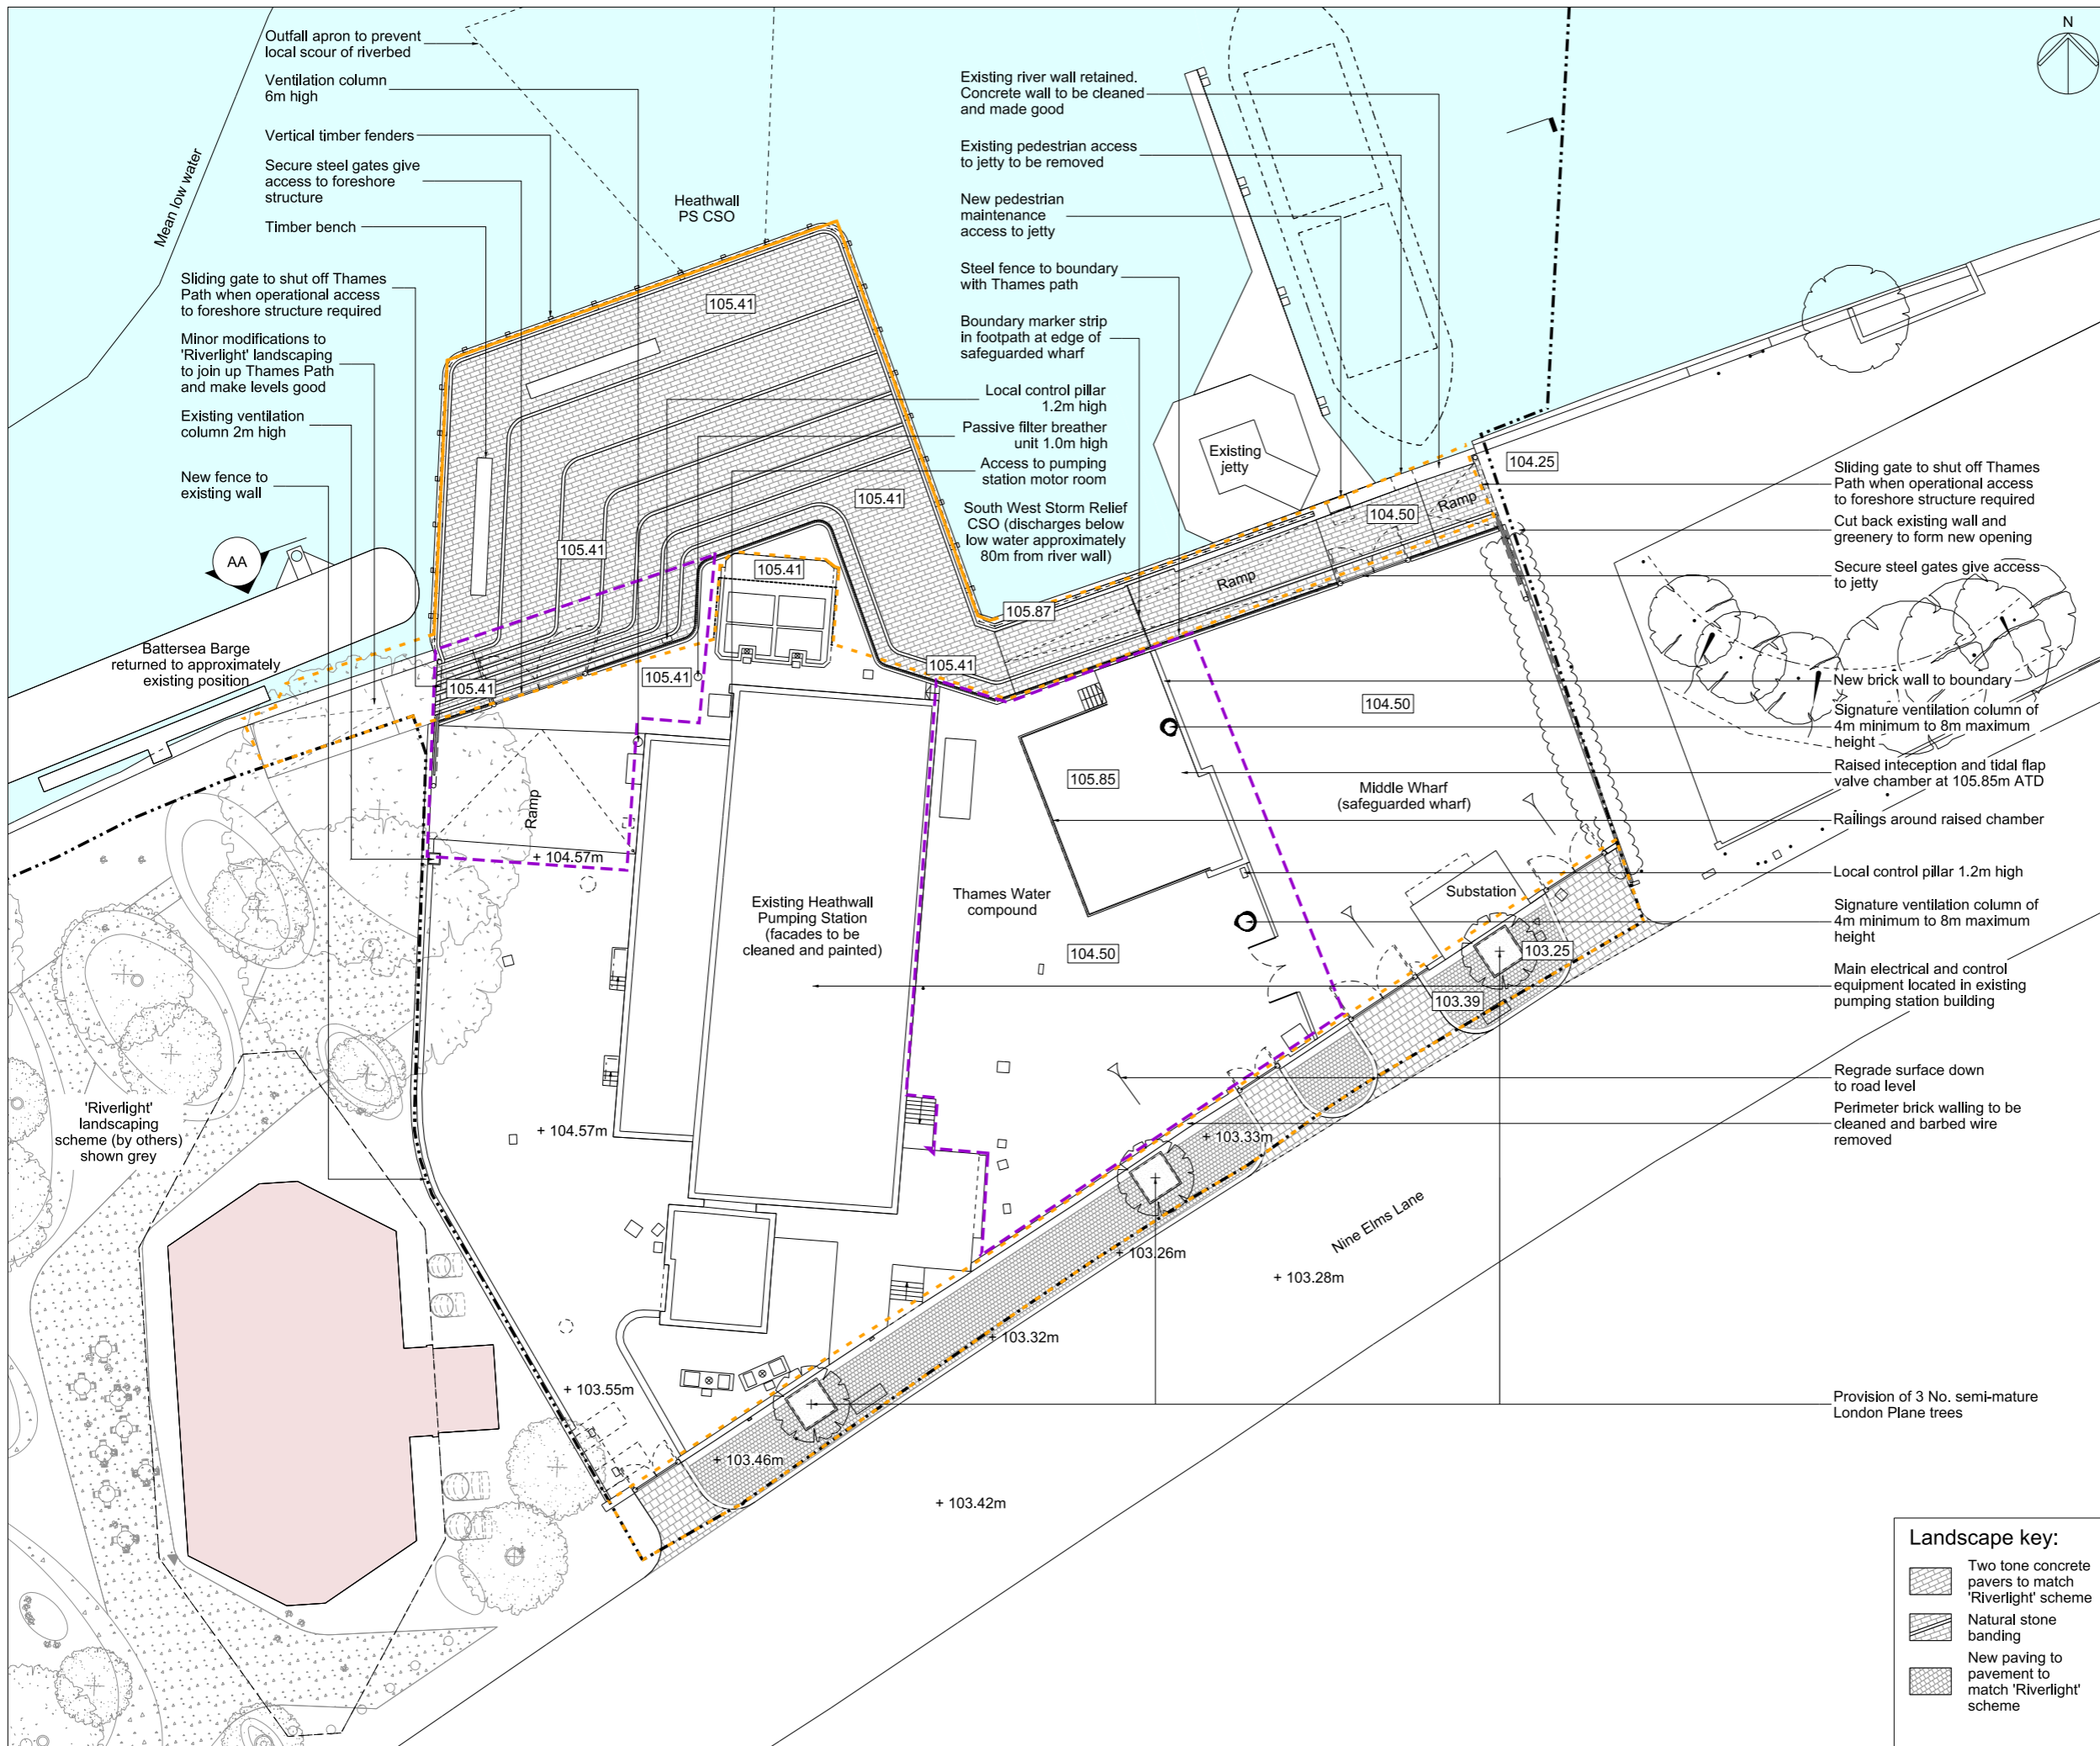 Outfall apron to prevent
local scour of riverbed
Ventilation column
6m high
Vertical timber fenders
Secure steel gates give
access to foreshore
structure
Timber bench
Sliding gate to shut off Thames
Path when operational access
to foreshore structure required
Minor modifications to
'Riverlight' landscaping
to join up Thames Path
and make levels good
Existing ventilation
column 2m high
New fence to
existing wall
Mean low water
Heathwall
PS CSO
Existing river wall retained.
Concrete wall to be cleaned
and made good
Existing pedestrian access
to jetty to be removed
New pedestrian
maintenance
access to jetty
Steel fence to boundary
with Thames path
Boundary marker strip
in footpath at edge of
safeguarded wharf
Local control pillar
1.2m high
Passive filter breather
unit 1.0m high
Access to pumping
station motor room
South West Storm Relief
CSO (discharges below
low water approximately
80m from river wall)
N
105.41
105.41
105.41
105.41
105.41
105.41
105.41
105.87
Existing
jetty
104.50
Ramp
104.25
Ramp
AA
Battersea Barge
returned to approximately
existing position
Ramp
+ 104.57m
105.85
104.50
Middle Wharf
(safeguarded wharf)
Substation
Existing Heathwall
Pumping Station
(facades to be
cleaned and painted)
Thames Water
compound
104.50
103.25
103.39
'Riverlight'
landscaping
scheme (by others)
shown grey
+ 104.57m
+ 103.33m
+ 103.26m
+ 103.28m
Nine Elms Lane
+ 103.32m
+ 103.55m
+ 103.46m
+ 103.42m
Sliding gate to shut off Thames
Path when operational access
to foreshore structure required
Cut back existing wall and
greenery to form new opening
Secure steel gates give access
to jetty
New brick wall to boundary
Signature ventilation column of
4m minimum to 8m maximum
height
Raised inteception and tidal flap
valve chamber at 105.85m ATD
Railings around raised chamber
Local control pillar 1.2m high
Signature ventilation column of
4m minimum to 8m maximum
height
Main electrical and control
equipment located in existing
pumping station building
Regrade surface down
to road level
Perimeter brick walling to be
cleaned and barbed wire
removed
Provision of 3 No. semi-mature
London Plane trees
Landscape key:
Two tone concrete
pavers to match
'Riverlight' scheme
Natural stone
banding
New paving to
pavement to
match 'Riverlight'
scheme